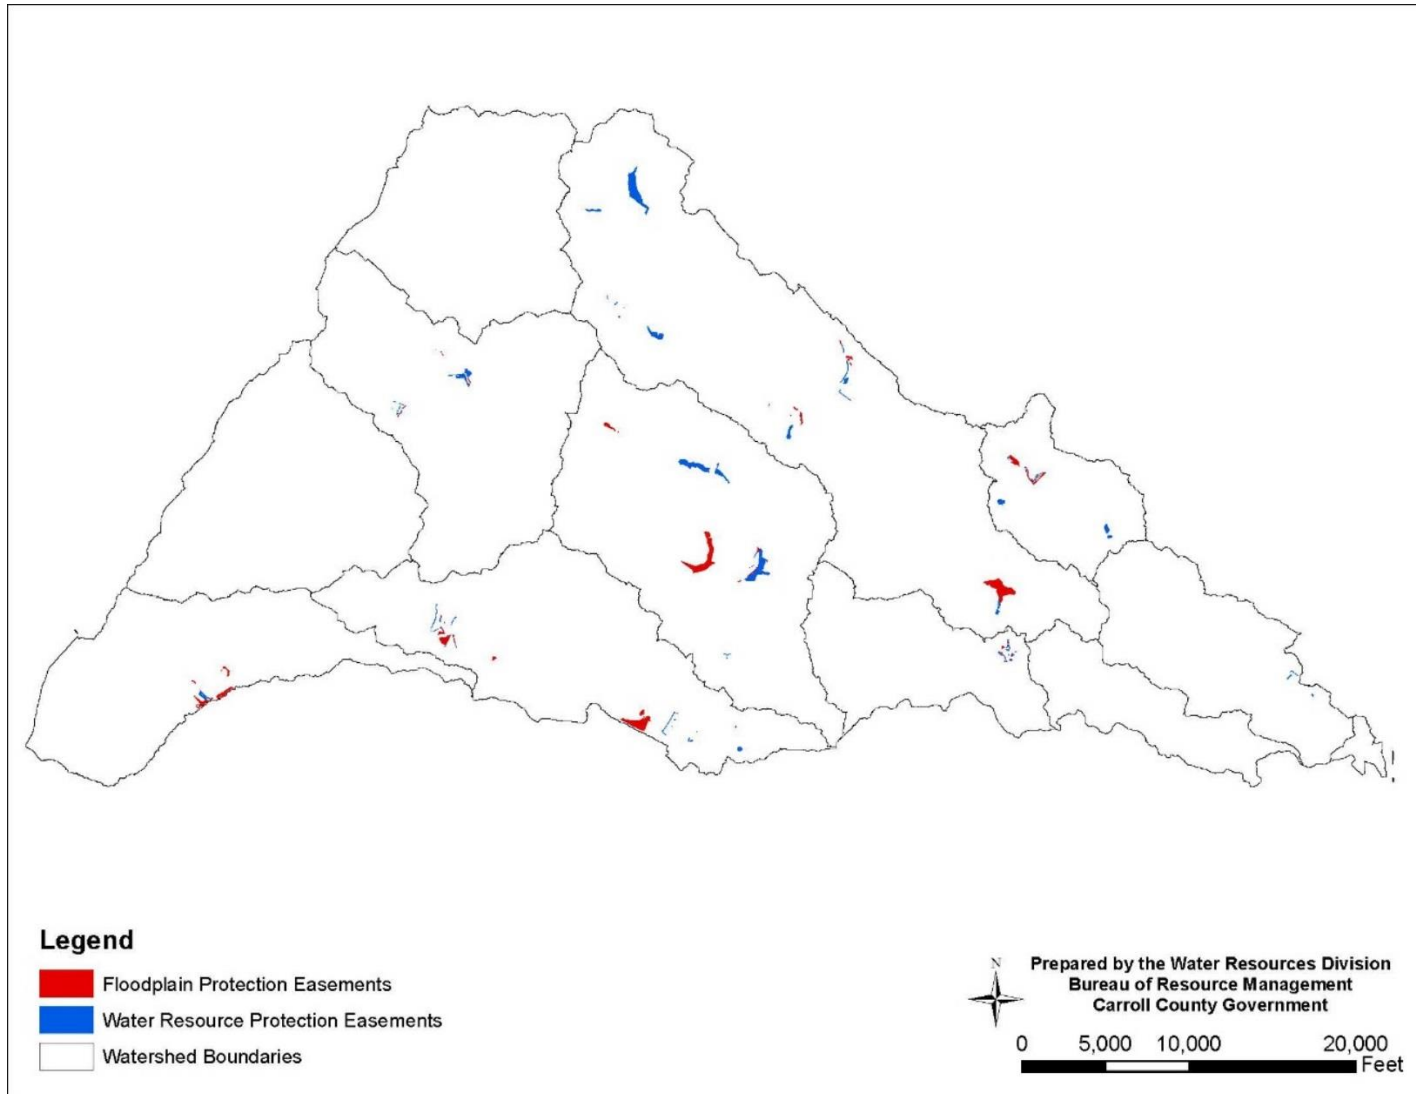 Legend
Floodplain Protection Easements
Water Resource Protection Easements
Watershed Boundaries
N
Prepared by the Water Resources Division
Bureau of Resource Management
Carroll County Government
0 5,000 10,000 20,000
Feet